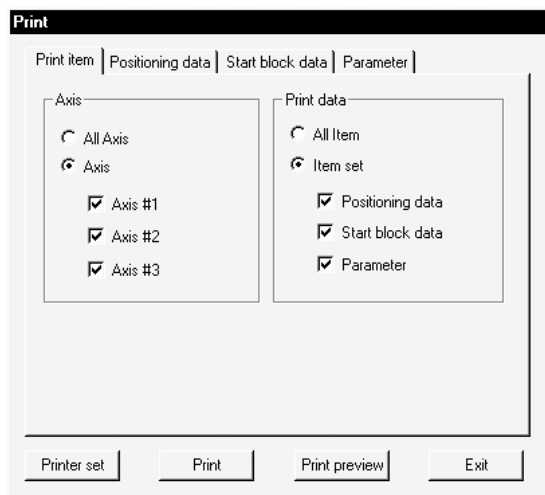 Print
Print item Positioning data Start block data Parameter
Axis
All Axis
Axis
Axis #1
Axis #2
Axis #3
Print data
All Item
Item set
Positioning data
Start block data
Parameter
Printer set Print Print preview Exit